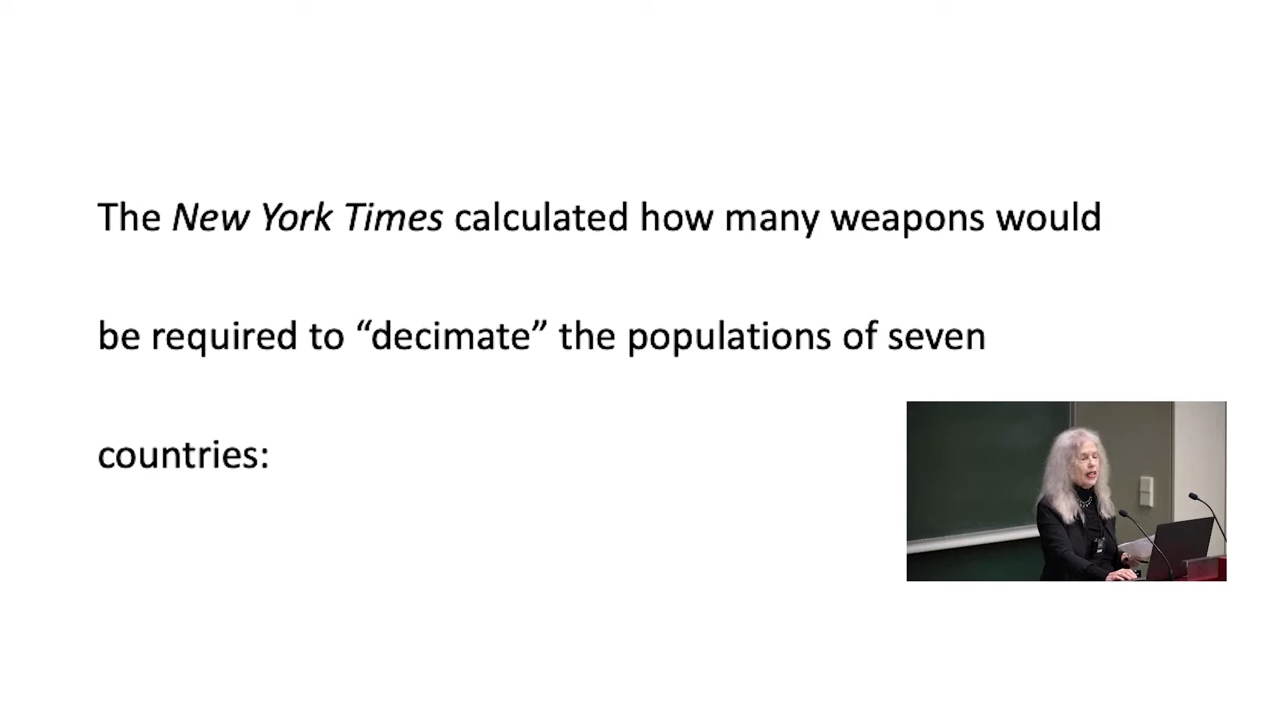 The New York Times calculated how many weapons would
be required to “decimate” the populations of seven
countries: